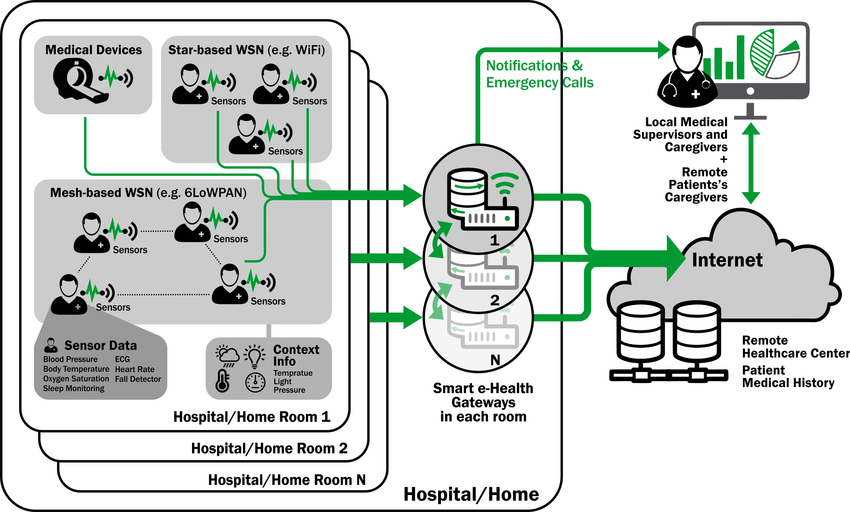 Medical Devices
Star-based WSN (e.g. WiFi)
Sensors
Sensors
Sensors
Mesh-based WSN (e.g. 6LoWPAN)
Sensors
Sensors
Sensors
Sensors
Sensor Data
Blood Pressure
Body Temperature
Oxygen Saturation
Sleep Monitoring
ECG
Heart Rate
Fall Detector
Context
Info
Tempratue
Light
Pressure
Hospital/Home Room 1
Hospital/Home Room 2
Hospital/Home Room N
Hospital/Home
Notifications &
Emergency Calls
1
2
N
Smart e-Health
Gateways
in each room
Local Medical
Supervisors and
Caregivers
+
Remote
Patients's
Caregivers
Internet
Remote
Healthcare Center
Patient
Medical History